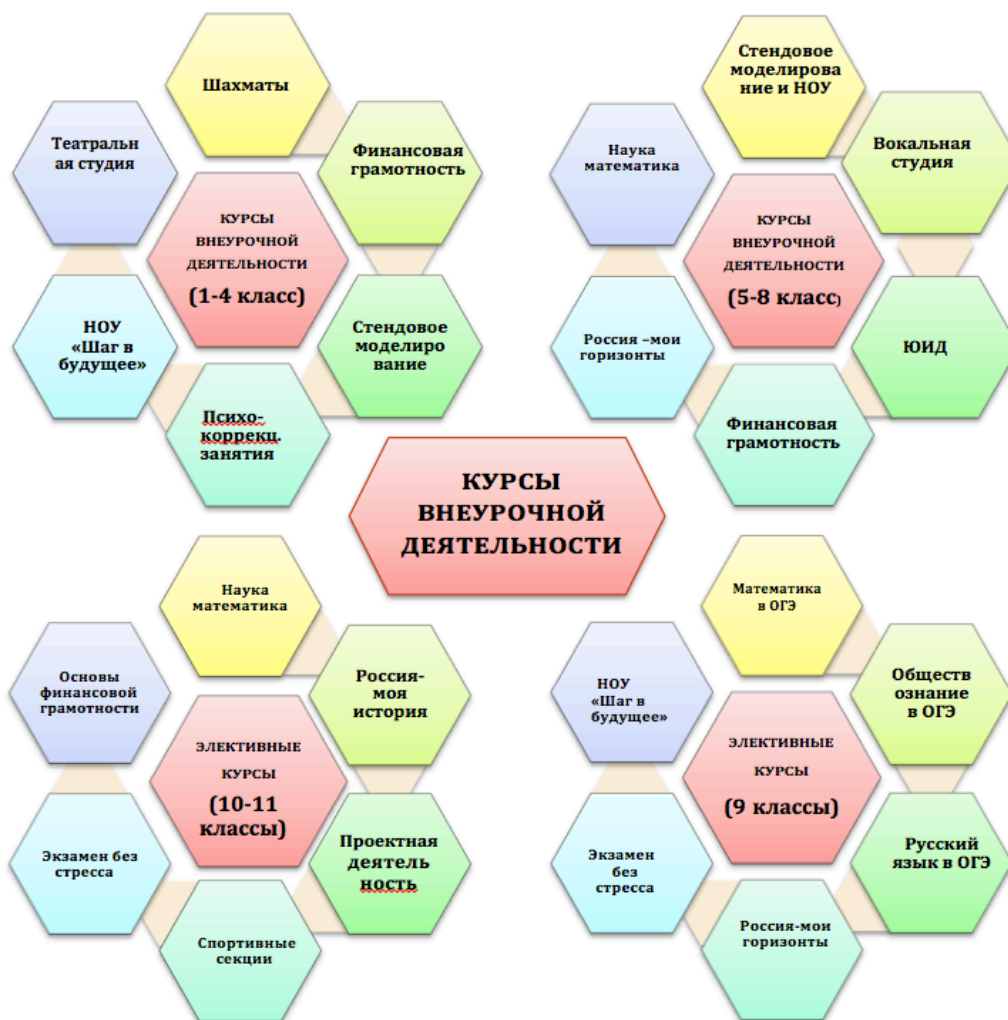 Шахматы
Финансовая
грамотность
Стендовое
моделиро
вание
Психо-
коррекц.
занятия
НОУ
«Шаг в
будущее»
Театральн
ая студия
КУРСЫ
ВНЕУРОЧНОЙ
ДЕЯТЕЛЬНОСТИ
(1-4 класс)
Стендовое
моделирова
ние и НОУ
Вокальная
студия
ЮИД
Финансовая
грамотность
Россия –мои
горизонты
Наука
математика
КУРСЫ
ВНЕУРОЧНОЙ
ДЕЯТЕЛЬНОСТИ
(5-8 класс)
КУРСЫ
ВНЕУРОЧНОЙ
ДЕЯТЕЛЬНОСТИ
Наука
математика
Россия-
моя
история
Проектная
деятель
ность
Спортивные
секции
Экзамен без
стресса
Основы
финансовой
грамотности
ЭЛЕКТИВНЫЕ
КУРСЫ
(10-11
классы)
Математика
в ОГЭ
Обществ
ознание
в ОГЭ
Русский
язык в ОГЭ
Россия-мои
горизонты
Экзамен
без
стресса
НОУ
«Шаг в
будущее»
ЭЛЕКТИВНЫЕ
КУРСЫ
(9 классы)